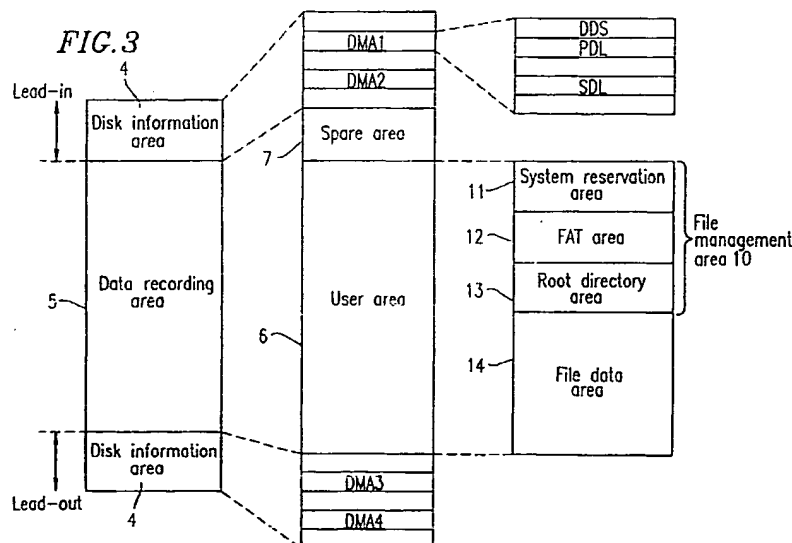 FIG.3
Lead-in
4
Disk information
area
5
Data recording
area
Disk information
area
4
Lead-out
DMA1
DMA2
Spare area
7
User area
6
DMA3
DMA4
DDS
PDL
SDL
11
System reservation
area
12
FAT area
13
Root directory
area
File
management
area 10
14
File data
area